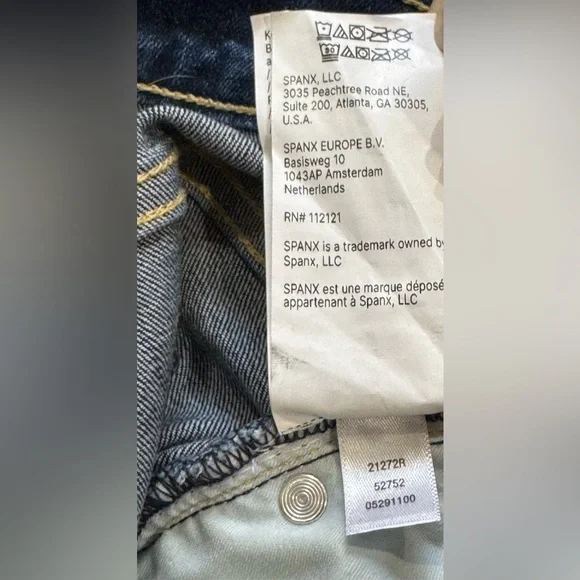 SPANX, LLC
3035 Peachtree Road NE,
Suite 200, Atlanta, GA 30305,
U.S.A.
SPANX EUROPE B.V.
Basisweg 10
1043AP Amsterdam
Netherlands
RN# 112121
SPANX is a trademark owned by
Spanx, LLC
SPANX est une marque déposé
appartenant à Spanx, LLC
21272R
52752
05291100